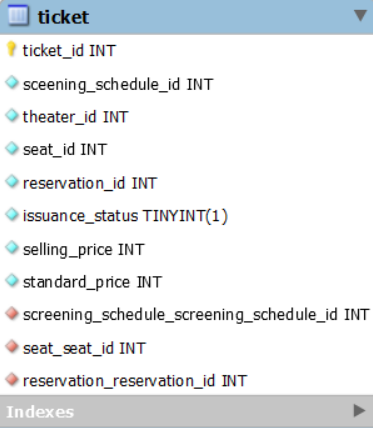 ticket
ticket_id INT
sceening_schedule_id INT
theater_id INT
seat_id INT
reservation_id INT
issuance_status TINYINT(1)
selling_price INT
standard_price INT
screening_schedule_screening_schedule_id INT
seat_seat_id INT
reservation_reservation_id INT
Indexes